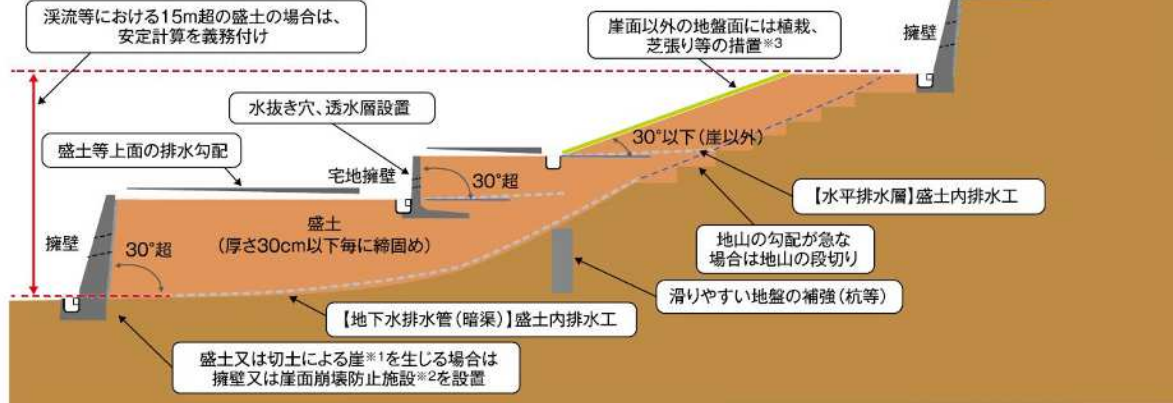 渓流等における15m超の盛土の場合は、
安定計算を義務付け
崖面以外の地盤面には植栽、
芝張り等の措置※3
擁壁
水抜き穴、透水層設置
盛土等上面の排水勾配
30°以下（崖以外）
宅地擁壁
30°超
【水平排水層】盛土内排水工
盛土
（厚さ30cm以下毎に締固め）
擁壁
30°超
地山の勾配が急な
場合は地山の段切り
滑りやすい地盤の補強（杭等）
【地下水排水管（暗渠）】盛土内排水工
盛土又は切土による崖※1を生じる場合は
擁壁又は崖面崩壊防止施設※2を設置